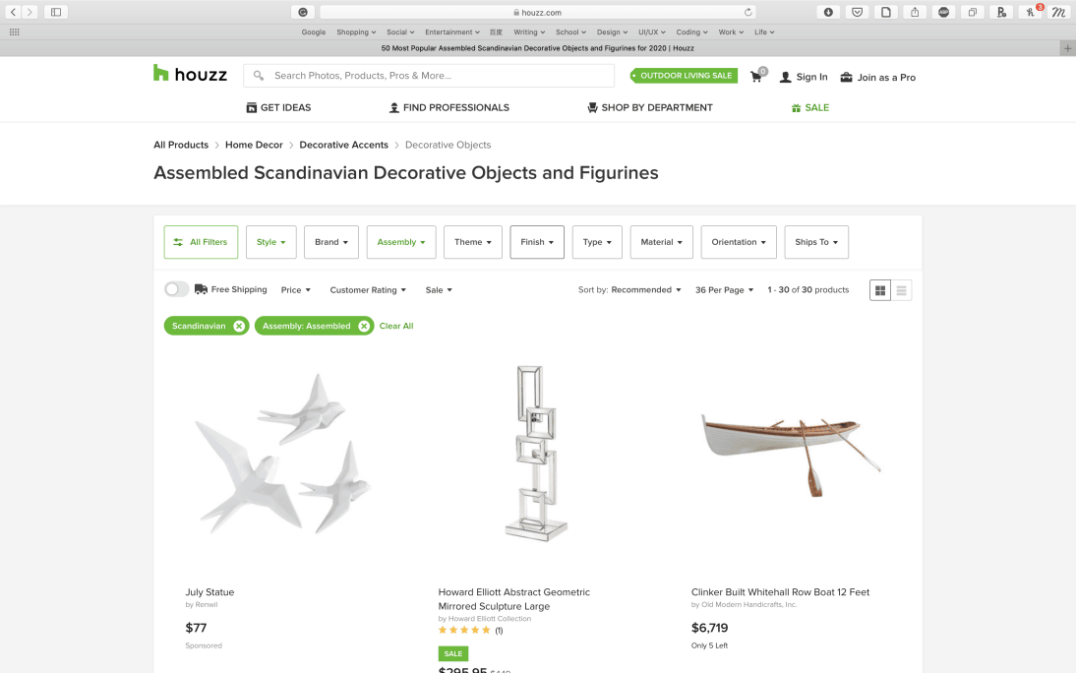 houzz.com
3
Google Shopping Social Entertainment 百度 Writing School Design UI/UX Coding Work Life
50 Most Popular Assembled Scandinavian Decorative Objects and Figurines for 2020 | Houzz
houzz Search Photos, Products, Pros & More... OUTDOOR LIVING SALE 0 Sign In Join as a Pro
GET IDEAS FIND PROFESSIONALS SHOP BY DEPARTMENT SALE
All Products > Home Decor > Decorative Accents > Decorative Objects
Assembled Scandinavian Decorative Objects and Figurines
All Filters Style Brand Assembly Theme Finish Type Material Orientation Ships To
Free Shipping Price Customer Rating Sale Sort by: Recommended 36 Per Page 1 - 30 of 30 products
Scandinavian Assembly: Assembled Clear All
July Statue
by Renwil
$77
Sponsored
Howard Elliott Abstract Geometric
Mirrored Sculpture Large
by Howard Elliott Collection
(1)
SALE
$295.95 $449
Clinker Built Whitehall Row Boat 12 Feet
by Old Modern Handicrafts, Inc.
$6,719
Only 5 Left